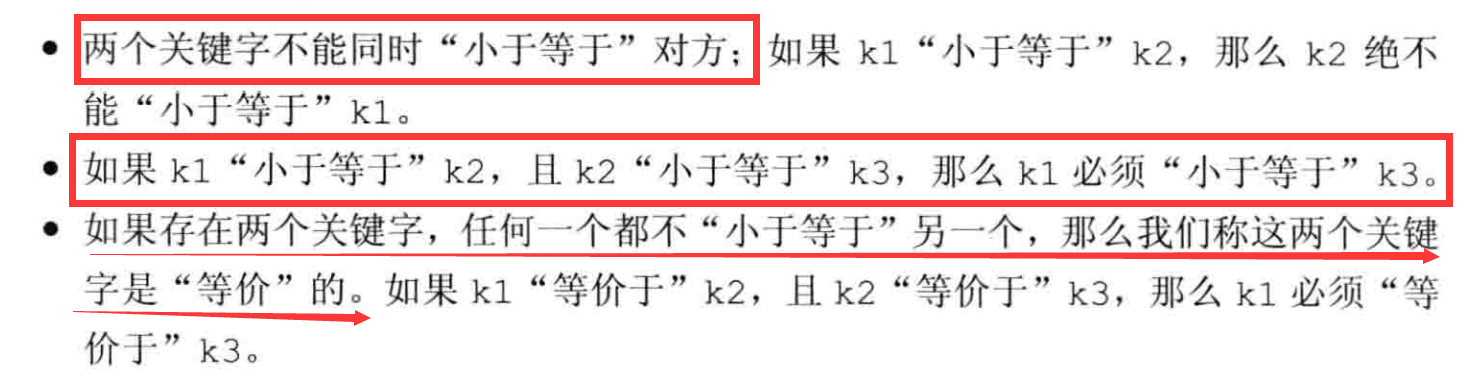 ● 两个关键字不能同时“小于等于”对方；如果 k1“小于等于”k2，那么 k2 绝不
能“小于等于”k1。
● 如果 k1“小于等于”k2，且 k2“小于等于”k3，那么 k1 必须“小于等于”k3。
● 如果存在两个关键字，任何一个都不“小于等于”另一个，那么我们称这两个关键
字是“等价”的。如果 k1“等价于”k2，且 k2“等价于”k3，那么 k1 必须“等
价于”k3。